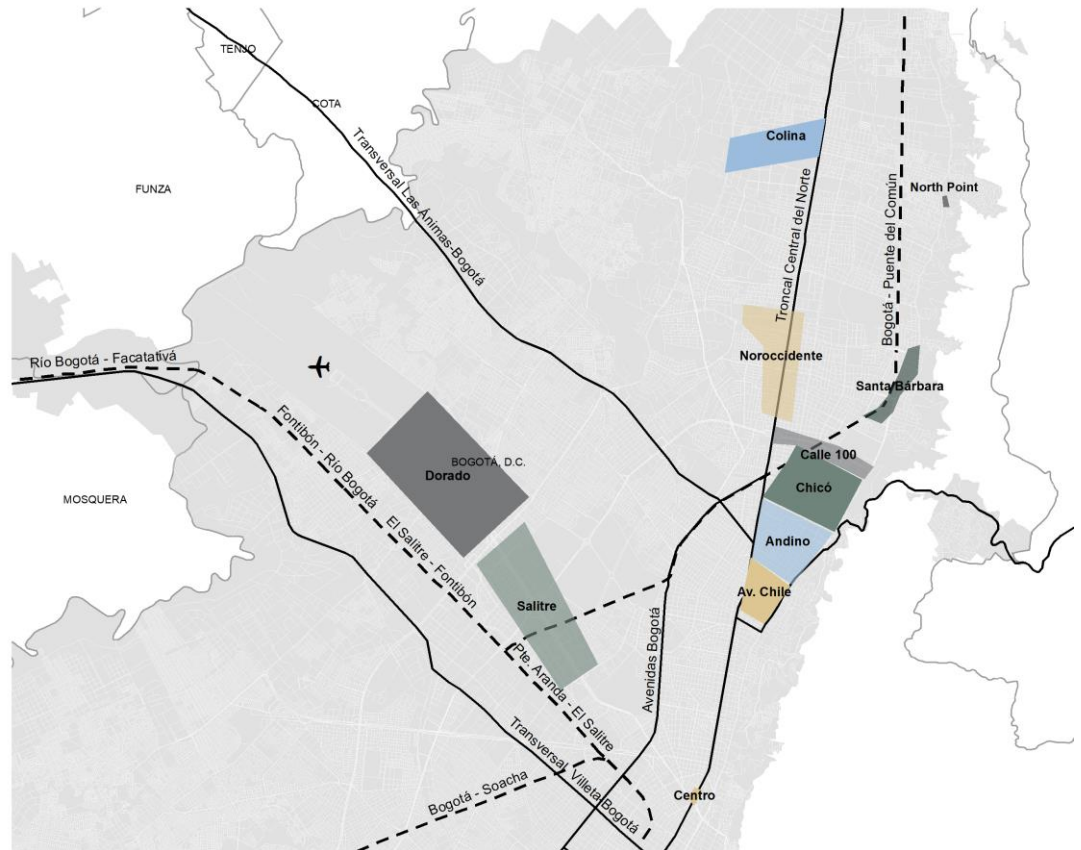 TENJO
COTA
Colina
Transversal Las Ánimas-Bogotá
FUNZA
North Point
Troncal Central del Norte
Bogotá - Puente del Común
Noroccidente
Río Bogotá - Facatativá
Santa Bárbara
Calle 100
BOGOTÁ, D.C.
Dorado
Chicó
MOSQUERA
Fontibón - Río Bogotá
Andino
El Salitre - Fontibón
Av. Chile
Salitre
Avenidas Bogotá
Pte. Aranda - El Salitre
Transversal Villeta Bogotá
Bogotá - Soacha
Centro